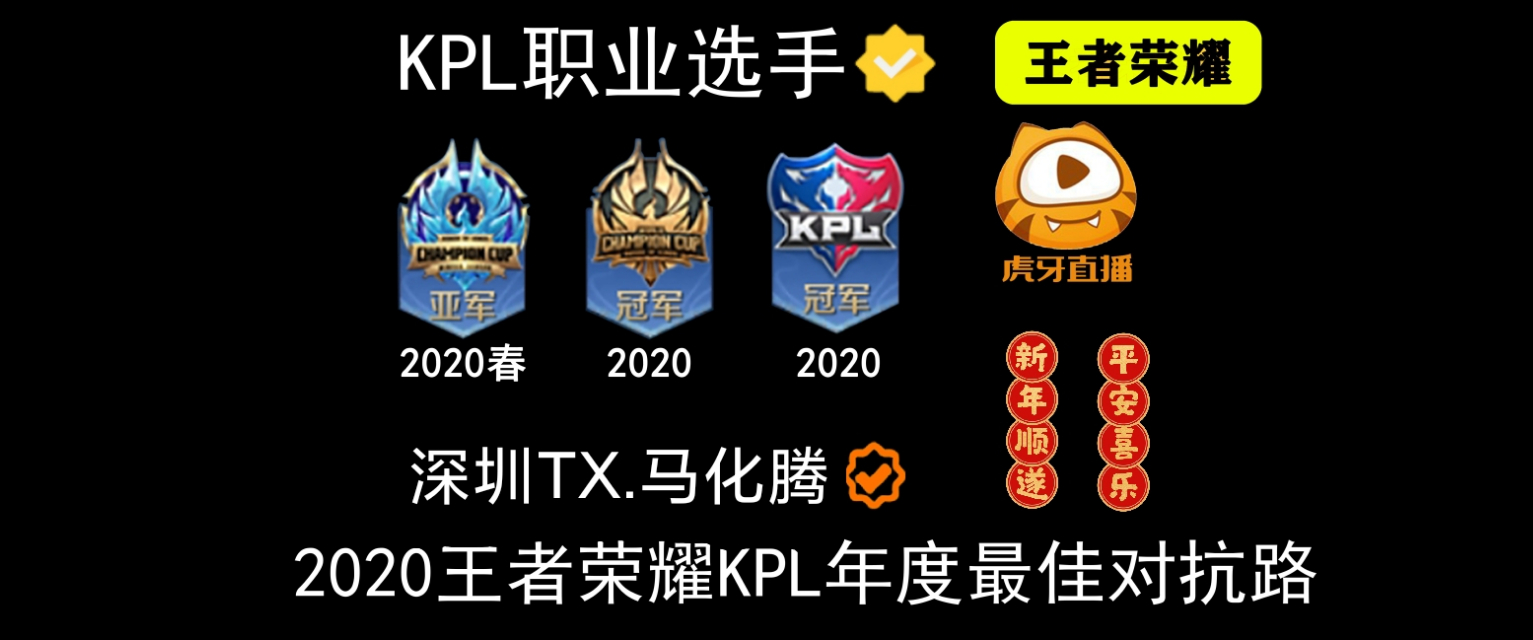 KPL职业选手
王者荣耀
CHAMPION CUP
亚军
2020春
CHAMPION CUP
冠军
2020
KPL
冠军
2020
虎牙直播
新年顺遂
平安喜乐
深圳TX.马化腾
2020王者荣耀KPL年度最佳对抗路